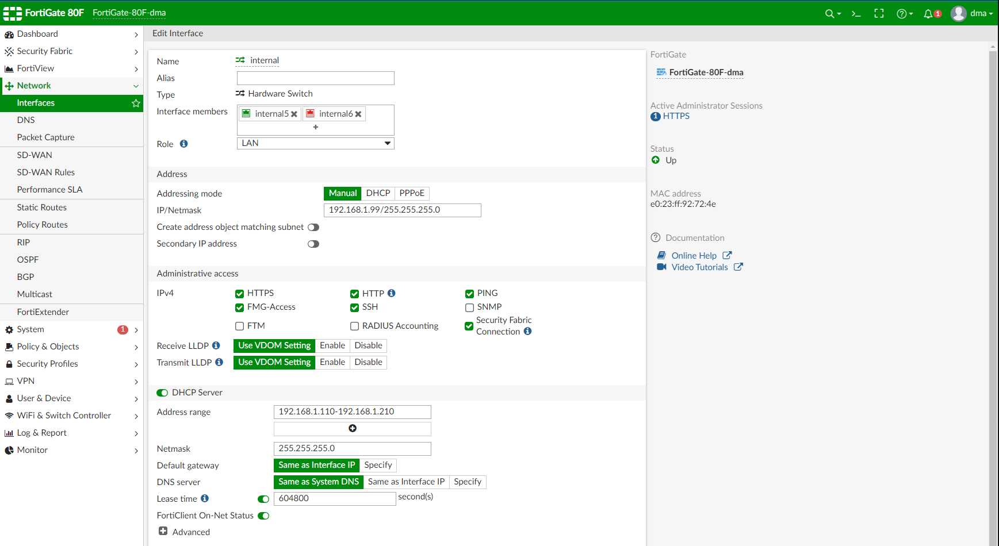 FortiGate 80F FortiGate-80F-dma 1 dma
Dashboard
Security Fabric
FortiView
Network
Interfaces
DNS
Packet Capture
SD-WAN
SD-WAN Rules
Performance SLA
Static Routes
Policy Routes
RIP
OSPF
BGP
Multicast
FortiExtender
System 1
Policy & Objects
Security Profiles
VPN
User & Device
WiFi & Switch Controller
Log & Report
Monitor
Edit Interface
Name internal
Alias
Type Hardware Switch
Interface members internal5 internal6
Role LAN
Address
Addressing mode Manual DHCP PPPoE
IP/Netmask 192.168.1.99/255.255.255.0
Create address object matching subnet
Secondary IP address
Administrative access
IPv4 HTTPS HTTP PING
FMG-Access SSH SNMP
FTM RADIUS Accounting Security Fabric
Connection
Receive LLDP Use VDOM Setting Enable Disable
Transmit LLDP Use VDOM Setting Enable Disable
DHCP Server
Address range 192.168.1.110-192.168.1.210
Netmask 255.255.255.0
Default gateway Same as Interface IP Specify
DNS server Same as System DNS Same as Interface IP Specify
Lease time 604800 second(s)
FortiClient On-Net Status
Advanced
FortiGate
FortiGate-80F-dma
Active Administrator Sessions
1 HTTPS
Status
Up
MAC address
e0:23:ff:92:72:4e
Documentation
Online Help
Video Tutorials